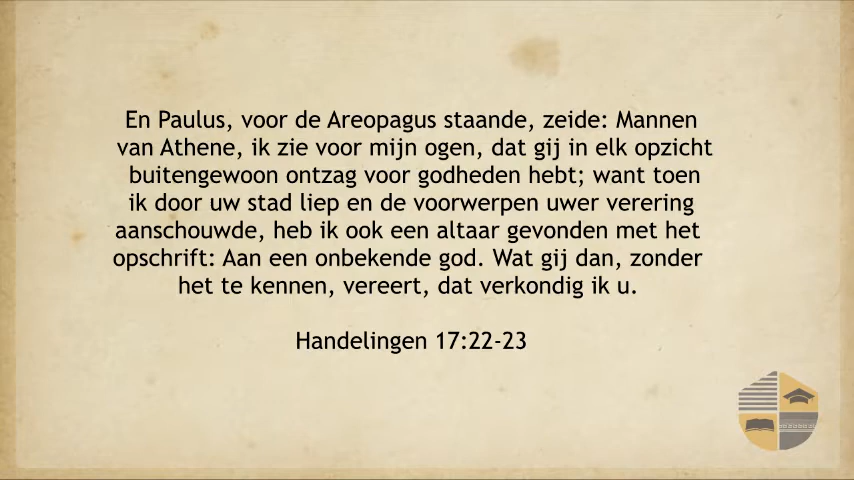 En Paulus, voor de Areopagus staande, zeide: Mannen
van Athene, ik zie voor mijn ogen, dat gij in elk opzicht
buitengewoon ontzag voor godheden hebt; want toen
ik door uw stad liep en de voorwerpen uwer verering
aanschouwde, heb ik ook een altaar gevonden met het
opschrift: Aan een onbekende god. Wat gij dan, zonder
het te kennen, vereert, dat verkondig ik u.
Handelingen 17:22-23